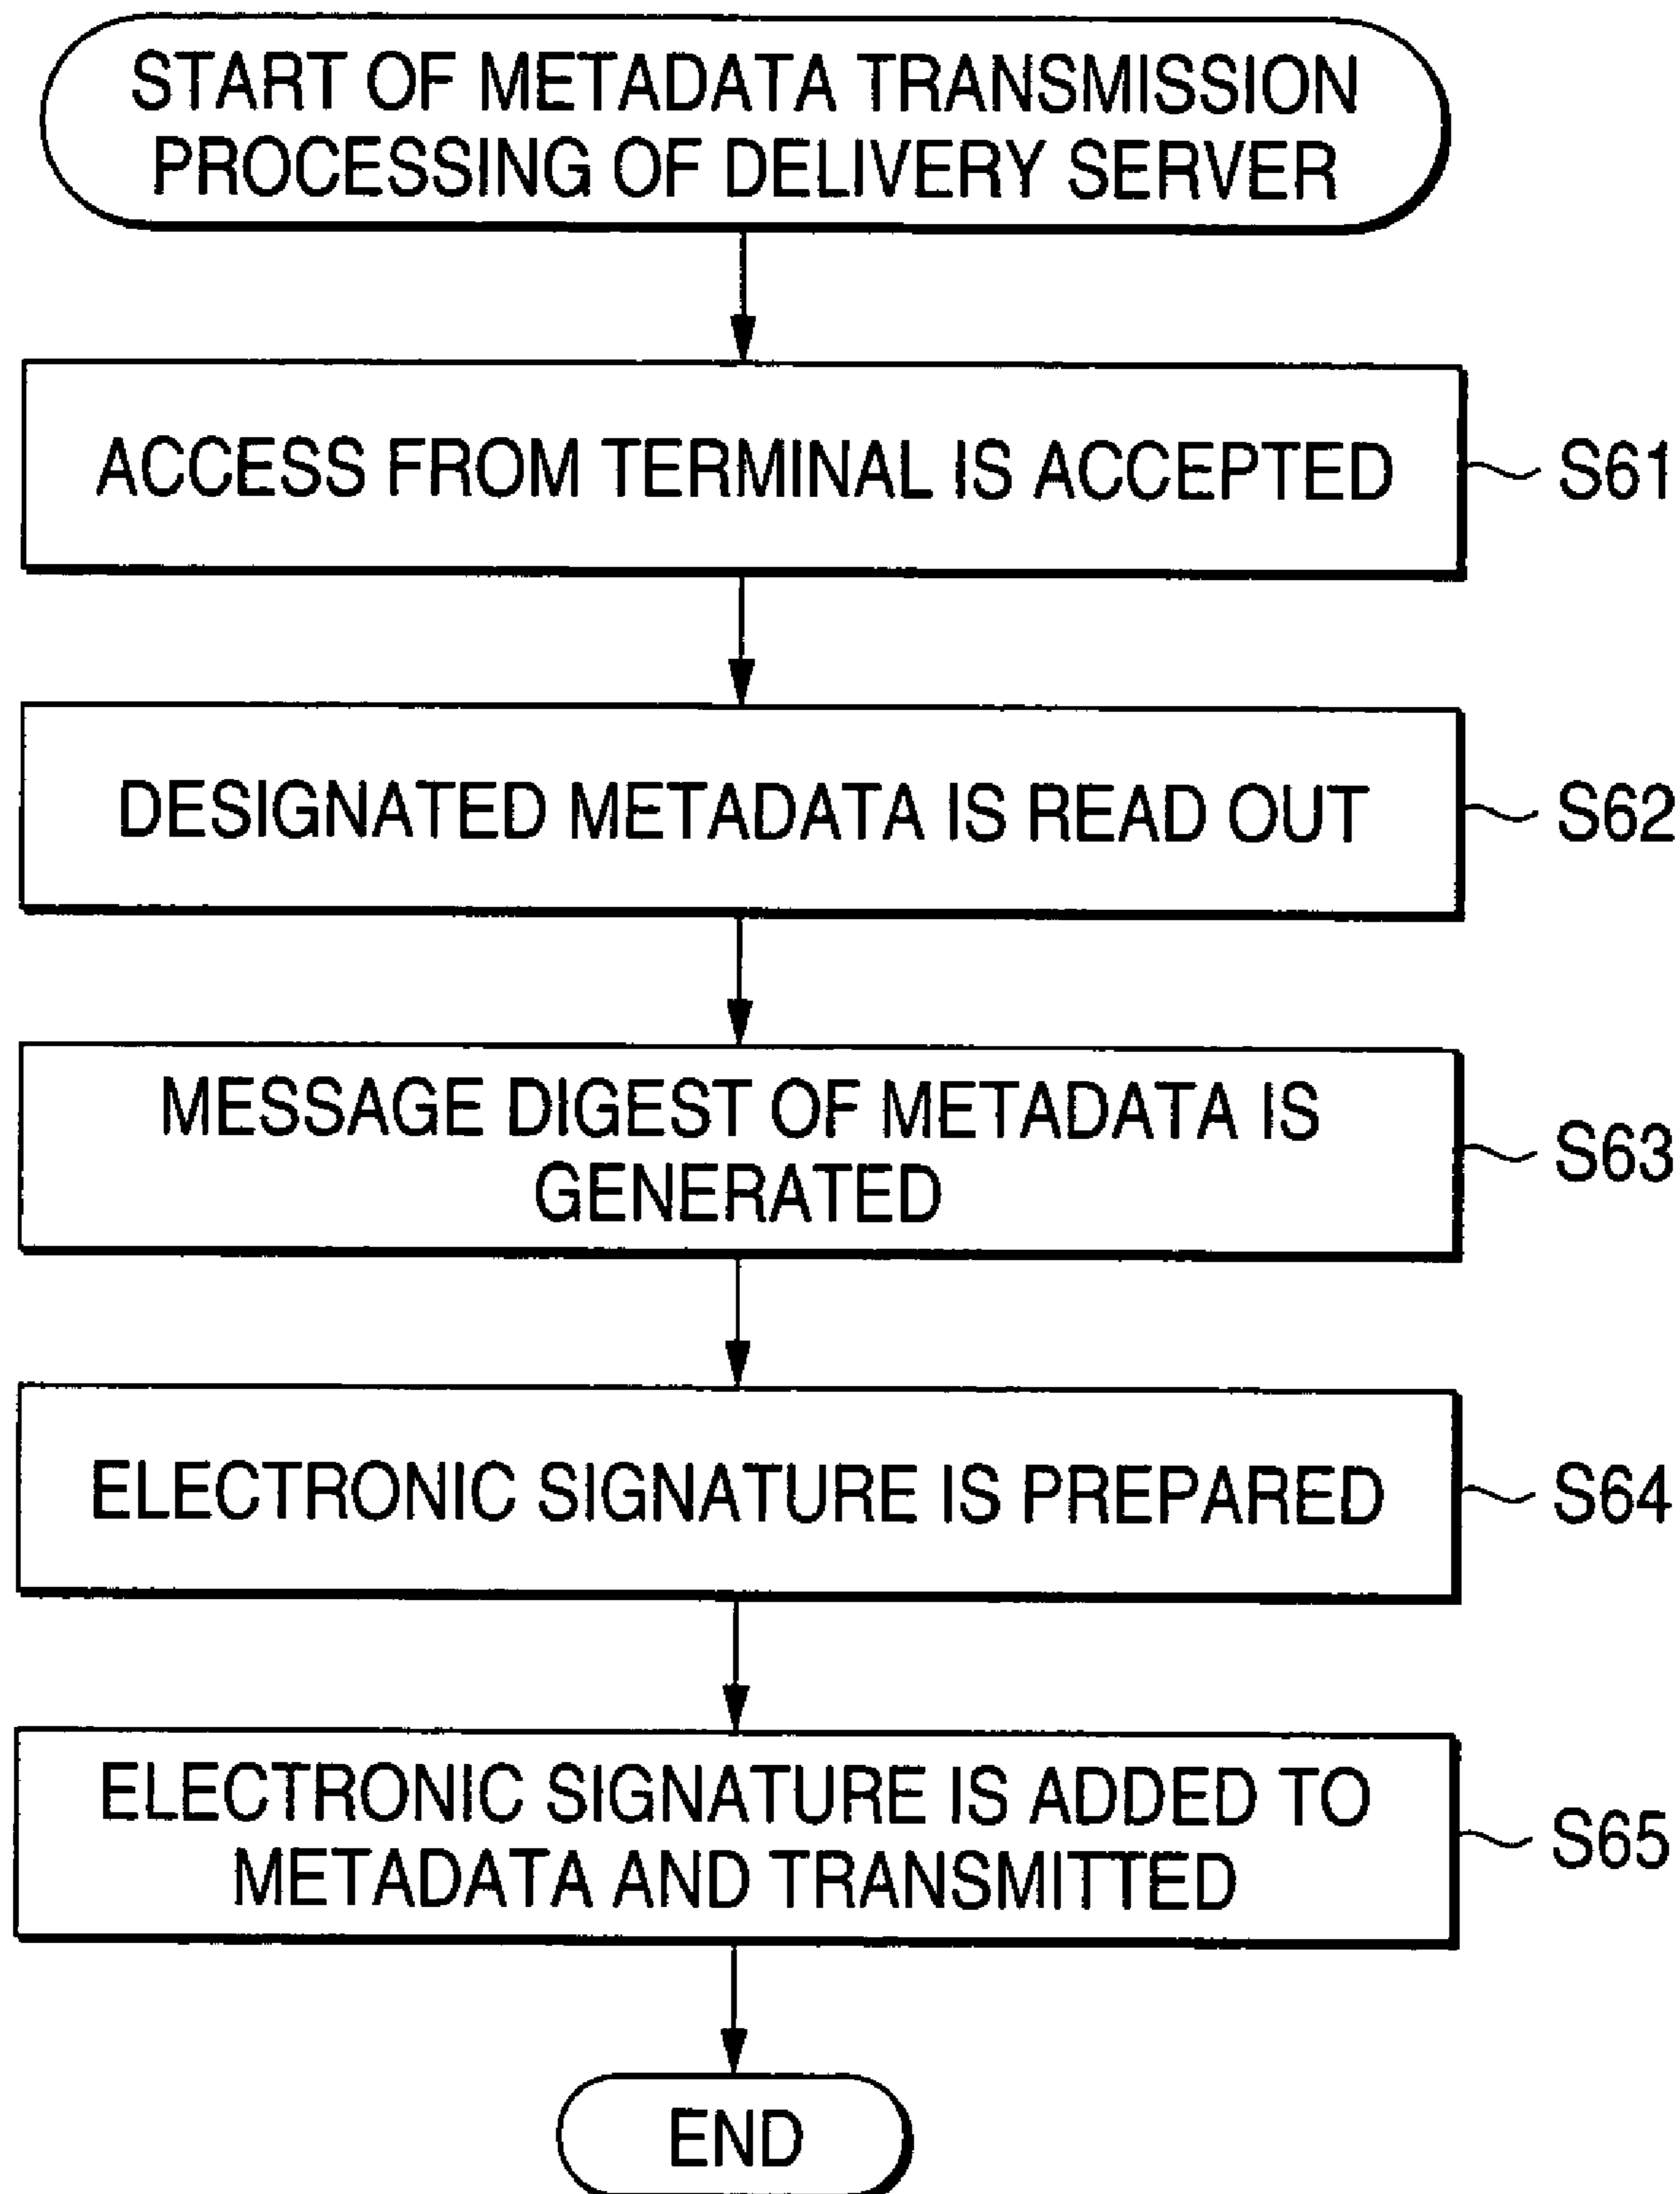 START OF METADATA TRANSMISSION
PROCESSING OF DELIVERY SERVER
ACCESS FROM TERMINAL IS ACCEPTED
S61
DESIGNATED METADATA IS READ OUT
S62
MESSAGE DIGEST OF METADATA IS
GENERATED
S63
ELECTRONIC SIGNATURE IS PREPARED
S64
ELECTRONIC SIGNATURE IS ADDED TO
METADATA AND TRANSMITTED
S65
END